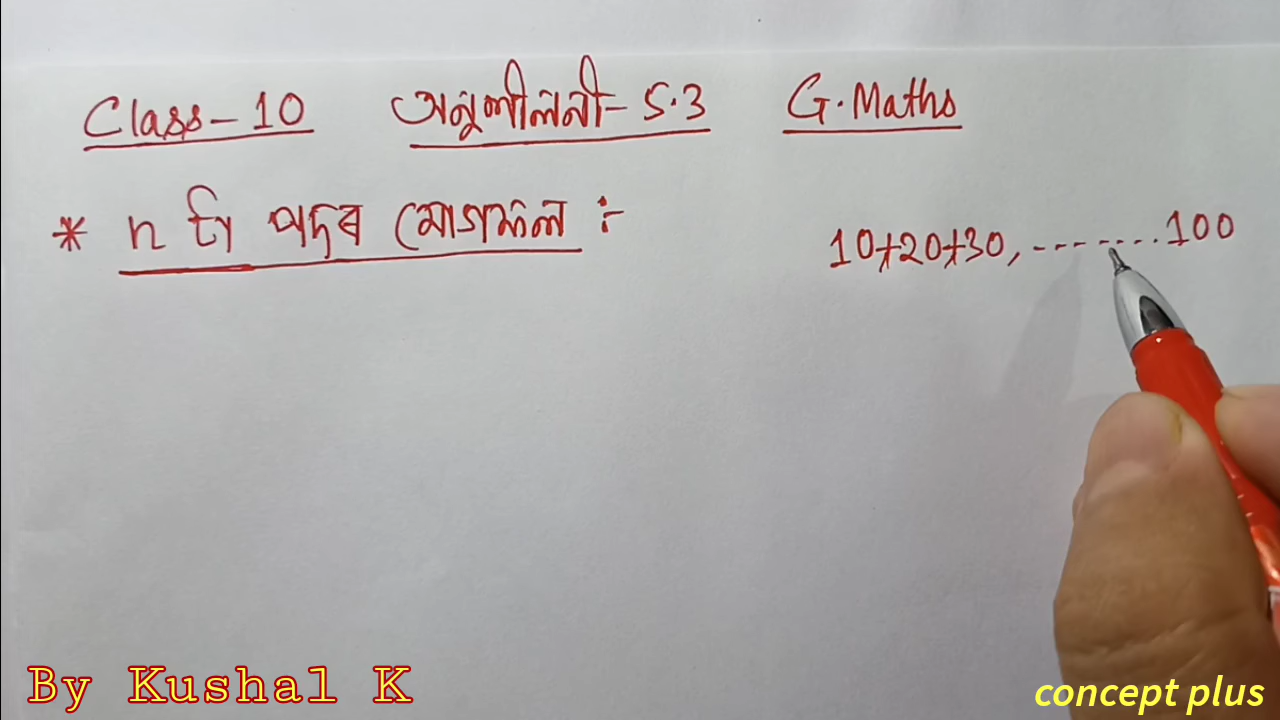 Class-10 অনুশীলনী-5.3 G.Maths
* n টা পদৰ যোগফল :-
10+20+30,-------100
By Kushal K
concept plus